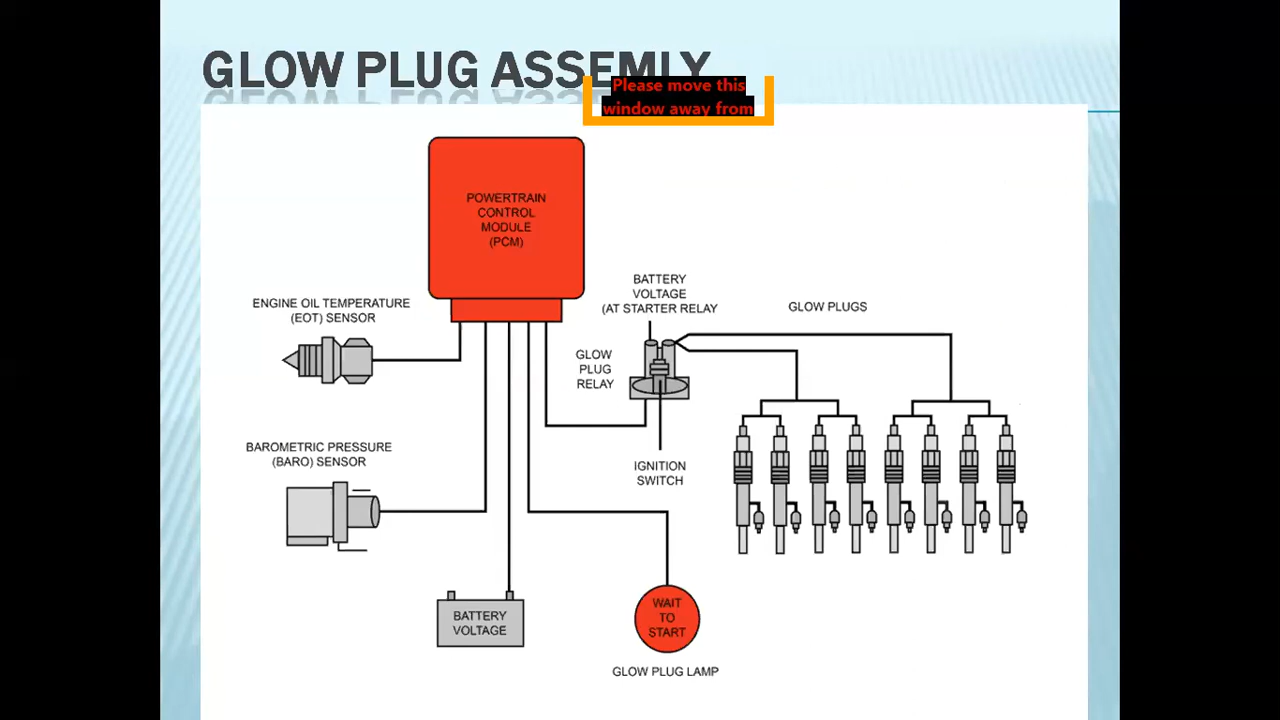 GLOW PLUG ASSEMLY
Please move this
window away from
POWERTRAIN
CONTROL
MODULE
(PCM)
BATTERY
VOLTAGE
(AT STARTER RELAY
GLOW PLUGS
ENGINE OIL TEMPERATURE
(EOT) SENSOR
GLOW
PLUG
RELAY
BAROMETRIC PRESSURE
(BARO) SENSOR
IGNITION
SWITCH
BATTERY
VOLTAGE
WAIT
TO
START
GLOW PLUG LAMP